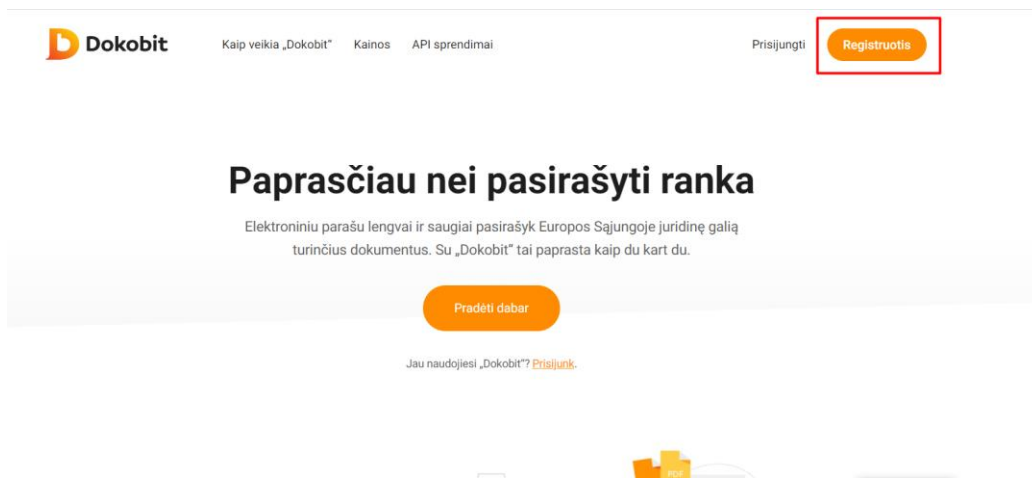 Dokobit Kaip veikia „Dokobit“ Kainos API sprendimai Prisijungti Registruotis
Paprasčiau nei pasirašyti ranka
Elektroniniu parašu lengvai ir saugiai pasirašyk Europos Sąjungoje juridinę galią
turinčius dokumentus. Su „Dokobit“ tai paprasta kaip du kart du.
Pradėti dabar
Jau naudojiesi „Dokobit“? Prisijunk.
PDF